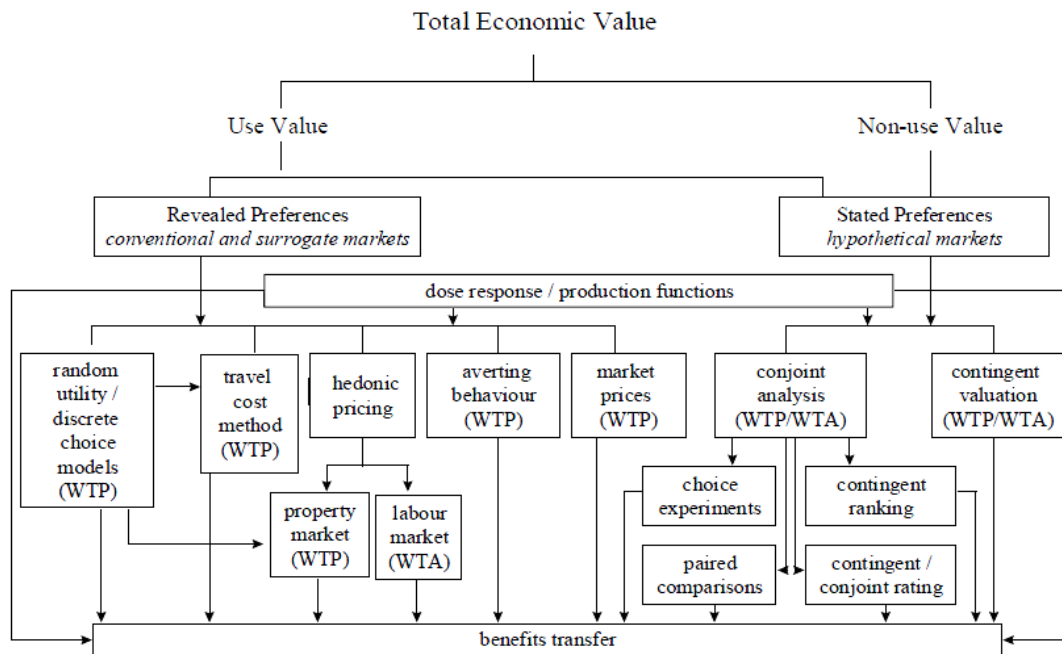 Total Economic Value
Use Value
Non-use Value
Revealed Preferences
conventional and surrogate markets
Stated Preferences
hypothetical markets
dose response / production functions
random
utility /
discrete
choice
models
(WTP)
travel
cost
method
(WTP)
hedonic
pricing
averting
behaviour
(WTP)
market
prices
(WTP)
conjoint
analysis
(WTP/WTA)
contingent
valuation
(WTP/WTA)
property
market
(WTP)
labour
market
(WTA)
choice
experiments
contingent
ranking
paired
comparisons
contingent /
conjoint rating
benefits transfer